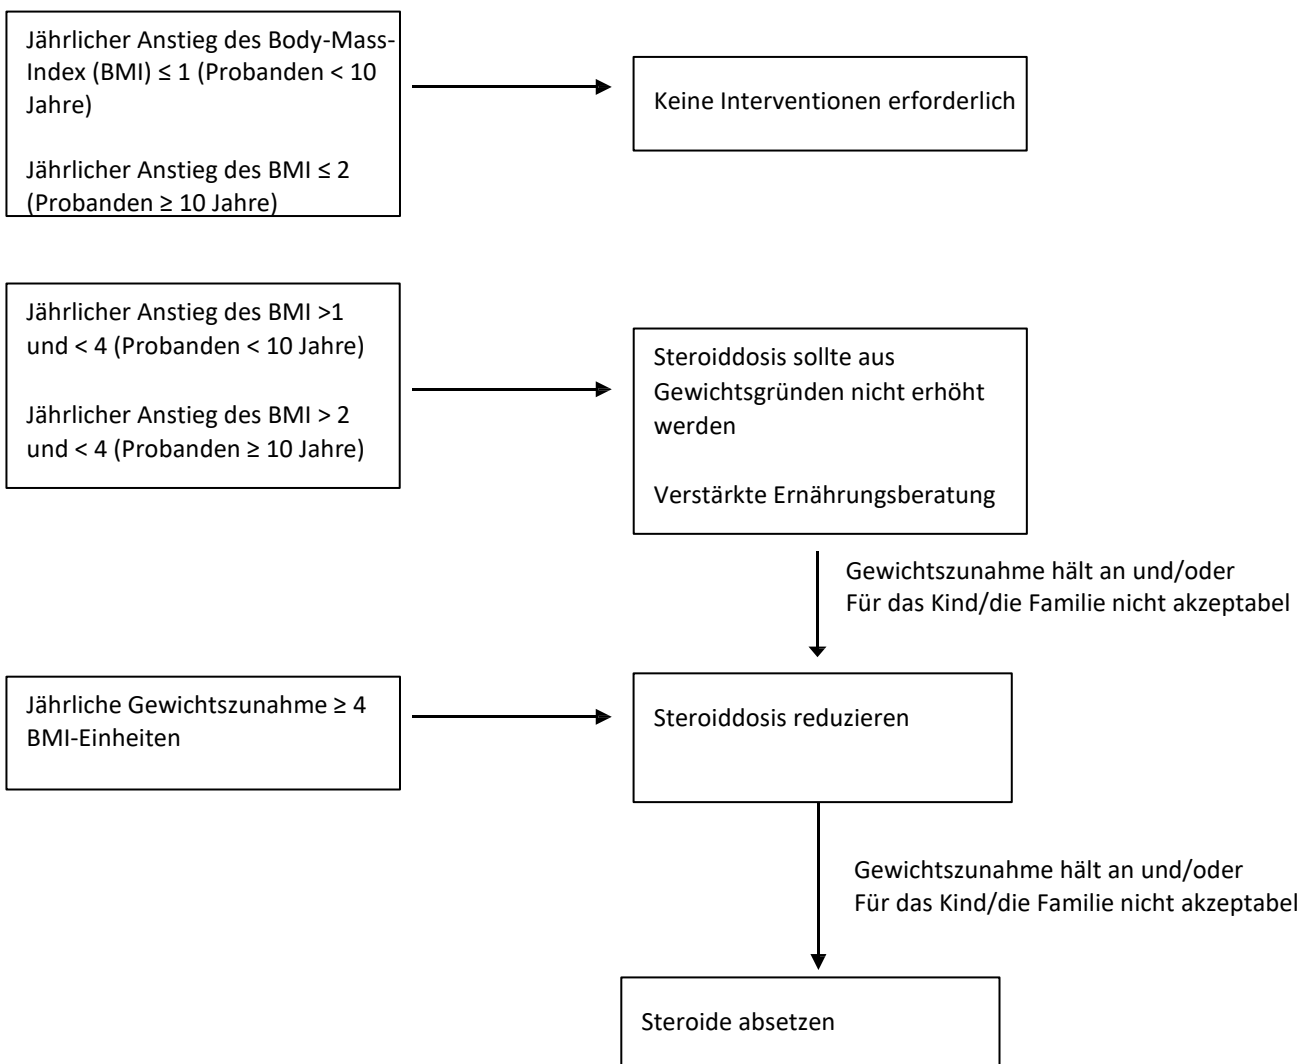 Jährlicher Anstieg des Body-Mass-
Index (BMI) ≤ 1 (Probanden < 10
Jahre)
Jährlicher Anstieg des BMI ≤ 2
(Probanden ≥ 10 Jahre)
Keine Interventionen erforderlich
Jährlicher Anstieg des BMI >1
und < 4 (Probanden < 10 Jahre)
Jährlicher Anstieg des BMI > 2
und < 4 (Probanden ≥ 10 Jahre)
Steroiddosis sollte aus
Gewichtsgründen nicht erhöht
werden
Verstärkte Ernährungsberatung
Gewichtszunahme hält an und/oder
Für das Kind/die Familie nicht akzeptabel
Jährliche Gewichtszunahme ≥ 4
BMI-Einheiten
Steroiddosis reduzieren
Gewichtszunahme hält an und/oder
Für das Kind/die Familie nicht akzeptabel
Steroide absetzen